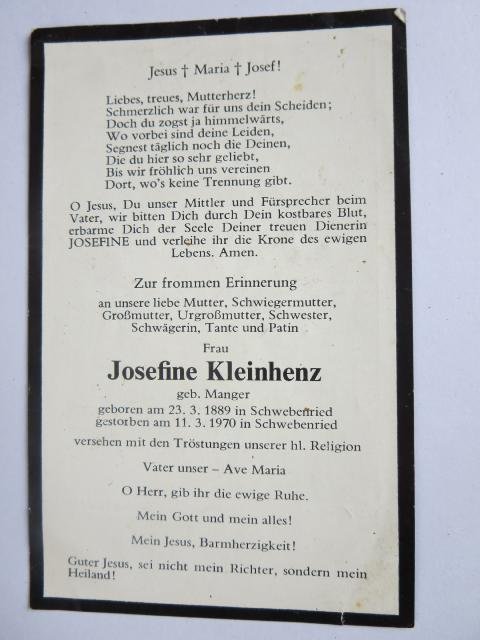 Jesus † Maria † Josef!
Liebes, treues, Mutterherz!
Schmerzlich war für uns dein Scheiden;
Doch du zogst ja himmelwärts,
Wo vorbei sind deine Leiden,
Segnest täglich noch die Deinen,
Die du hier so sehr geliebt,
Bis wir fröhlich uns vereinen
Dort, wo's keine Trennung gibt.
O Jesus, Du unser Mittler und Fürsprecher beim
Vater, wir bitten Dich durch Dein kostbares Blut,
erbarme Dich der Seele Deiner treuen Dienerin
JOSEFINE und verleihe ihr die Krone des ewigen
Lebens. Amen.
Zur frommen Erinnerung
an unsere liebe Mutter, Schwiegermutter,
Großmutter, Urgroßmutter, Schwester,
Schwägerin, Tante und Patin
Frau
Josefine Kleinhenz
geb. Manger
geboren am 23. 3. 1889 in Schwebenried
gestorben am 11. 3. 1970 in Schwebenried
versehen mit den Tröstungen unserer hl. Religion
Vater unser – Ave Maria
O Herr, gib ihr die ewige Ruhe.
Mein Gott und mein alles!
Mein Jesus, Barmherzigkeit!
Guter Jesus, sei nicht mein Richter, sondern mein
Heiland!